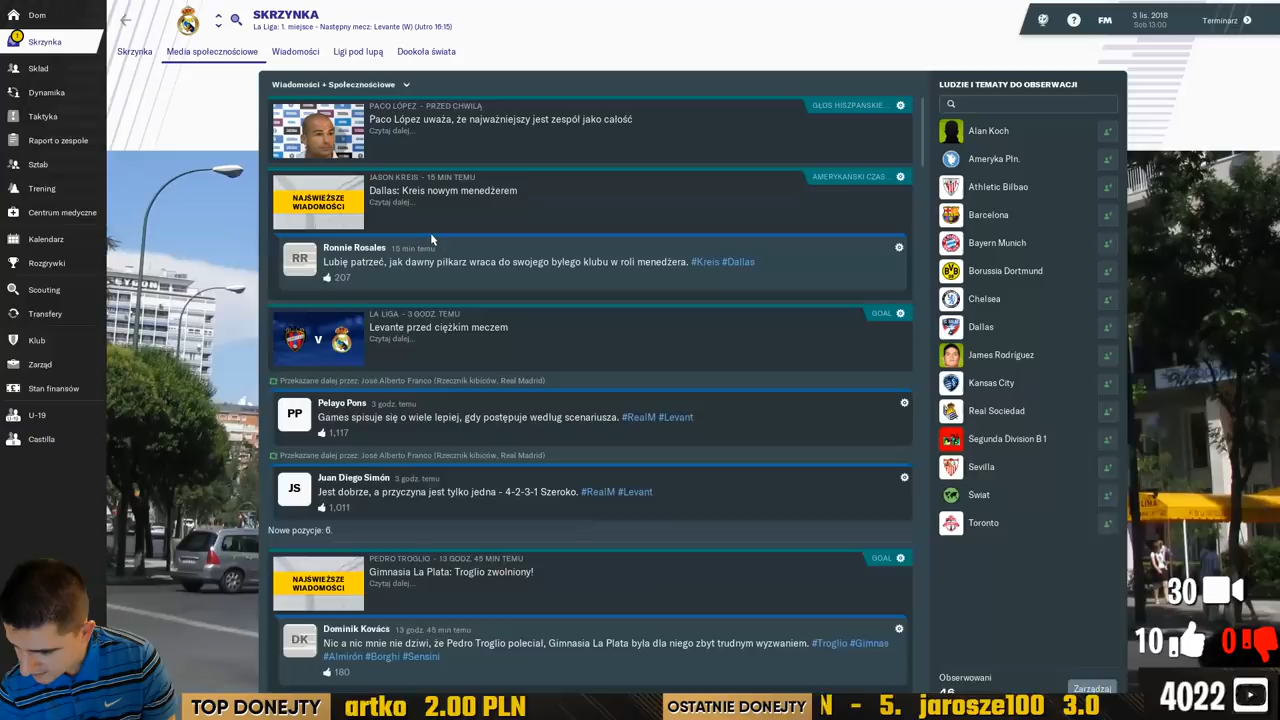 Dom
1
Skrzynka
Skład
Dynamika
Taktyka
Raport o zespole
Sztab
Trening
Centrum medyczne
Kalendarz
Rozgrywki
Scouting
Transfery
Klub
Zarząd
Stan finansów
U-19
Castilla
SKRZYNKA
La Liga: 1. miejsce - Następny mecz: Levante (W) (Jutro 16:15)
?
FM
3 lis. 2018
Sob 13:00
Terminarz
Skrzynka
Media społecznościowe
Wiadomości
Ligi pod lupą
Dookoła świata
Wiadomości + Społecznościowe
PACO LÓPEZ - PRZED CHWILĄ
GŁOS HISZPAŃSKIE...
Paco López uważa, że najważniejszy jest zespół jako całość
Czytaj dalej...
JASON KREIS - 15 MIN TEMU
AMERYKAŃSKI CZAS...
NAJŚWIEŻSZE
WIADOMOŚCI
Dallas: Kreis nowym menedżerem
Czytaj dalej...
RR
Ronnie Rosales 15 min temu
Lubię patrzeć, jak dawny piłkarz wraca do swojego byłego klubu w roli menedżera. #Kreis #Dallas
207
LA LIGA - 3 GODZ. TEMU
GOAL
V
Levante przed ciężkim meczem
Czytaj dalej...
Przekazane dalej przez: José Alberto Franco (Rzecznik kibiców, Real Madrid)
PP
Pelayo Pons 3 godz. temu
Games spisuje się o wiele lepiej, gdy postępuje według scenariusza. #RealM #Levant
1,117
Przekazane dalej przez: José Alberto Franco (Rzecznik kibiców, Real Madrid)
JS
Juan Diego Simón 3 godz. temu
Jest dobrze, a przyczyna jest tylko jedna - 4-2-3-1 Szeroko. #RealM #Levant
1,011
Nowe pozycje: 6.
PEDRO TROGLIO - 13 GODZ. 45 MIN TEMU
GOAL
NAJŚWIEŻSZE
WIADOMOŚCI
Gimnasia La Plata: Troglio zwolniony!
Czytaj dalej...
DK
Dominik Kovács 13 godz. 45 min temu
Nic a nic mnie nie dziwi, że Pedro Troglio poleciał, Gimnasia La Plata była dla niego zbyt trudnym wyzwaniem. #Troglio #Gimnas
#Almirón #Borghi #Sensini
180
LUDZIE I TEMATY DO OBSERWACJI
Alan Koch
Ameryka Płn.
Athletic Bilbao
Barcelona
Bayern Munich
Borussia Dortmund
Chelsea
Dallas
James Rodríguez
Kansas City
Real Sociedad
Segunda División B1
Sevilla
Świat
Toronto
Obserwowani
46
Zarządzaj
30
10
0
4022
TOP DONEJTY
artko 2.00 PLN
OSTATNIE DONEJTY
N - 5. jarosze100 3.0